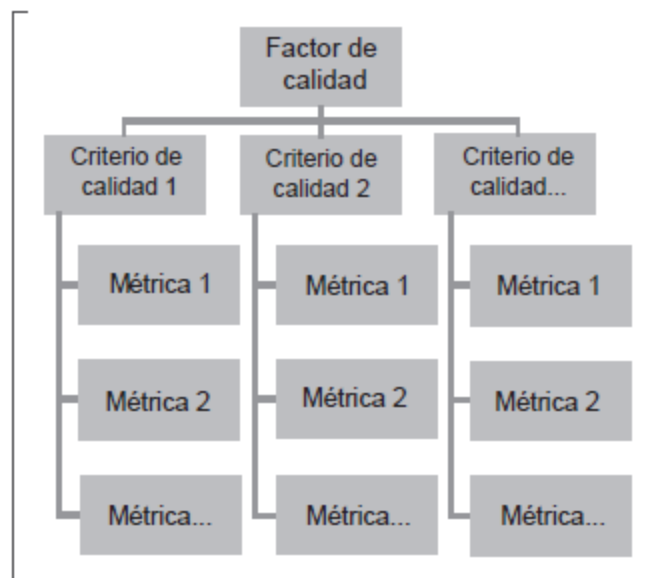 Factor de
calidad
Criterio de
calidad 1
Criterio de
calidad 2
Criterio de
calidad...
Métrica 1
Métrica 1
Métrica 1
Métrica 2
Métrica 2
Métrica 2
Métrica...
Métrica...
Métrica...